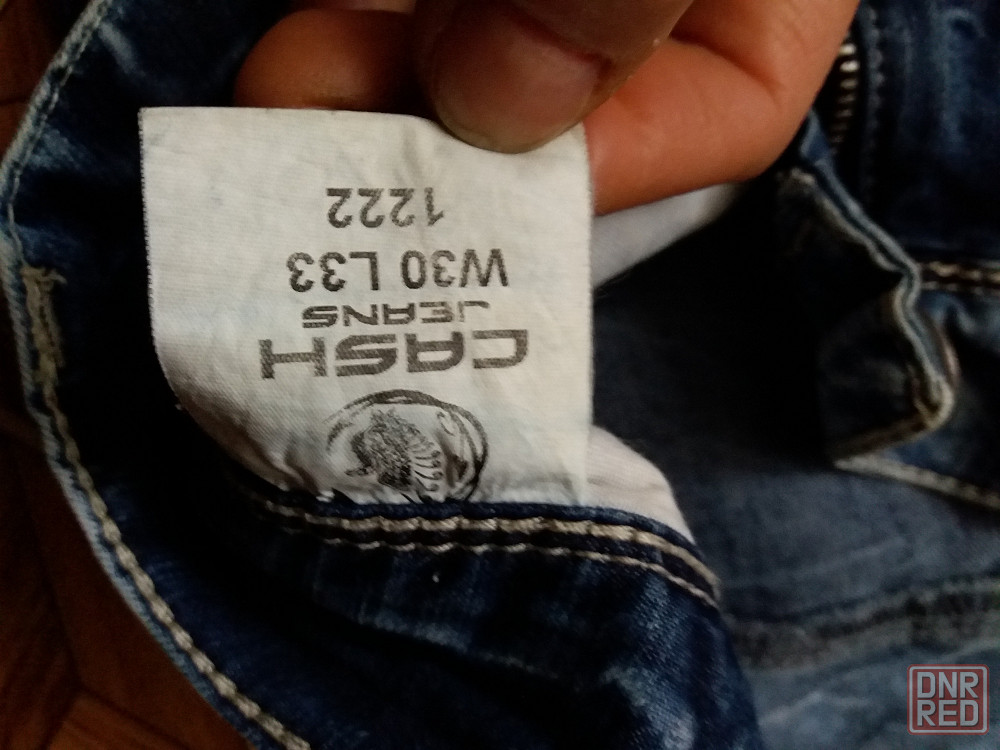 CASH
JEANS
W30 L33
1222
DNR
RED